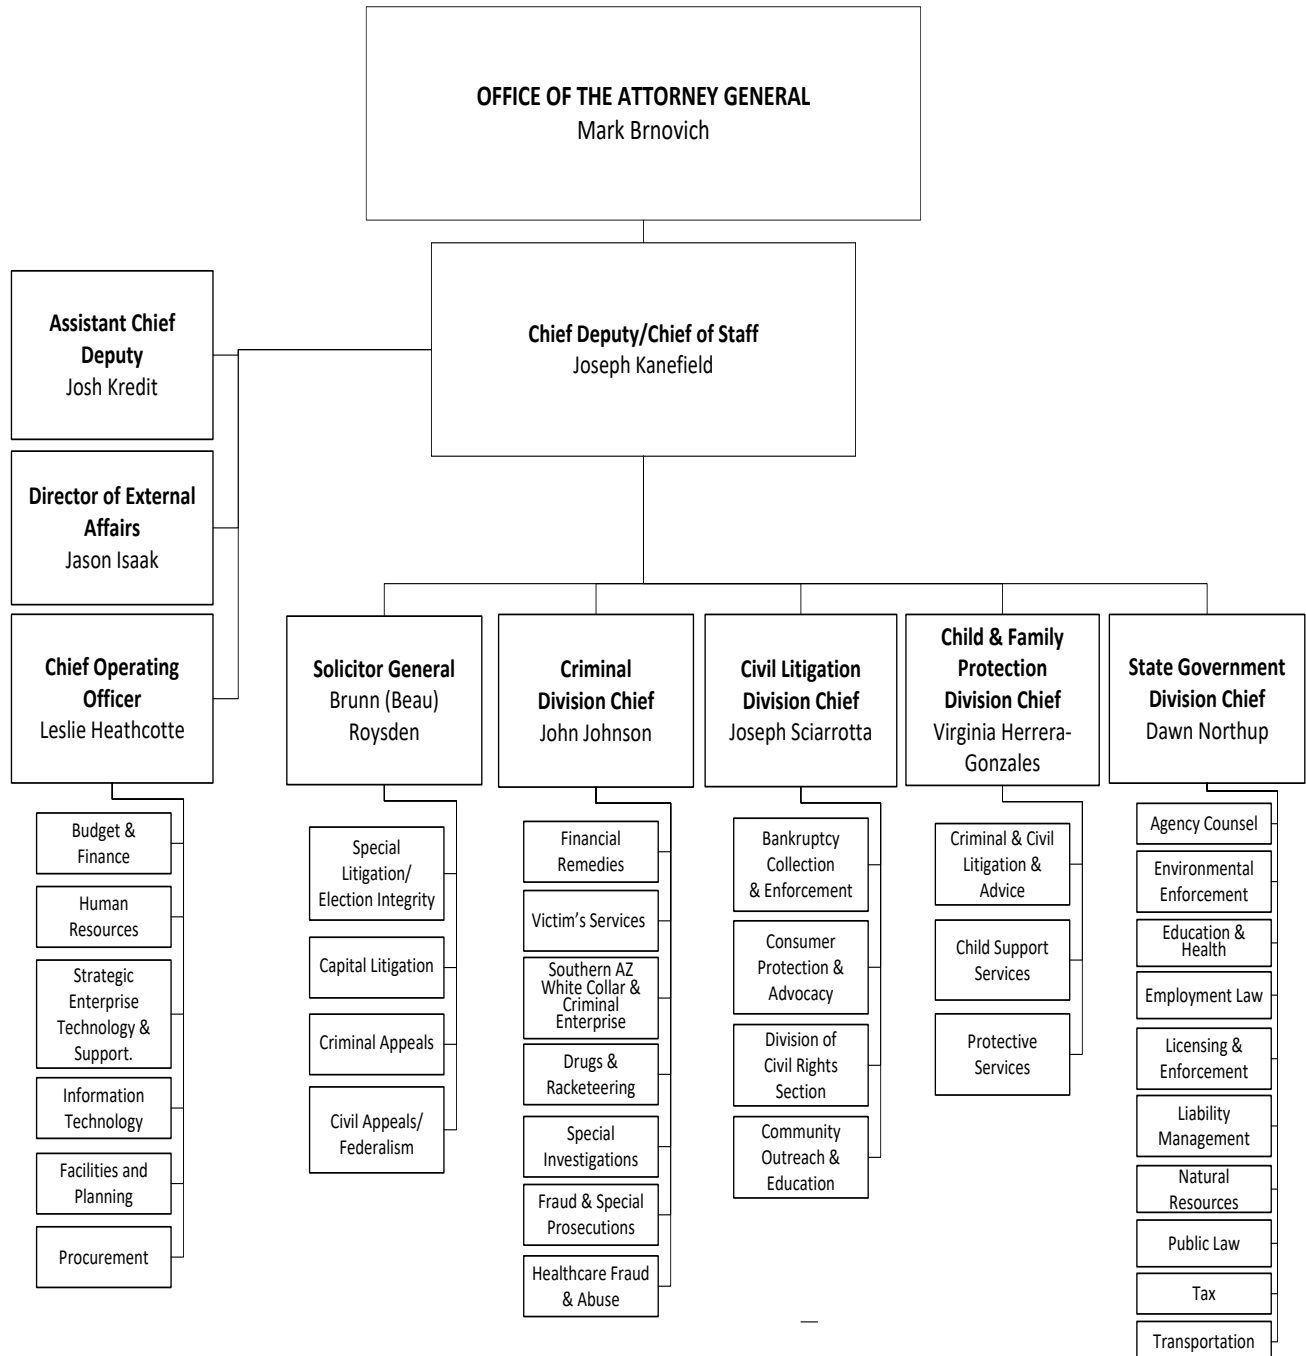 OFFICE OF THE ATTORNEY GENERAL
Mark Brnovich
Chief Deputy/Chief of Staff
Joseph Kanefield
Assistant Chief
Deputy
Josh Kredit
Director of External
Affairs
Jason Isaak
Chief Operating
Officer
Leslie Heathcotte
Budget &
Finance
Human
Resources
Strategic
Enterprise
Technology &
Support.
Information
Technology
Facilities and
Planning
Procurement
Solicitor General
Brunn (Beau)
Roysden
Special
Litigation/
Election Integrity
Capital Litigation
Criminal Appeals
Civil Appeals/
Federalism
Criminal
Division Chief
John Johnson
Financial
Remedies
Victim’s Services
Southern AZ
White Collar &
Criminal
Enterprise
Drugs &
Racketeering
Special
Investigations
Fraud & Special
Prosecutions
Healthcare Fraud
& Abuse
Civil Litigation
Division Chief
Joseph Sciarrotta
Bankruptcy
Collection
& Enforcement
Consumer
Protection &
Advocacy
Division of
Civil Rights
Section
Community
Outreach &
Education
Child & Family
Protection
Division Chief
Virginia Herrera-
Gonzales
Criminal & Civil
Litigation &
Advice
Child Support
Services
Protective
Services
State Government
Division Chief
Dawn Northup
Agency Counsel
Environmental
Enforcement
Education &
Health
Employment Law
Licensing &
Enforcement
Liability
Management
Natural
Resources
Public Law
Tax
Transportation